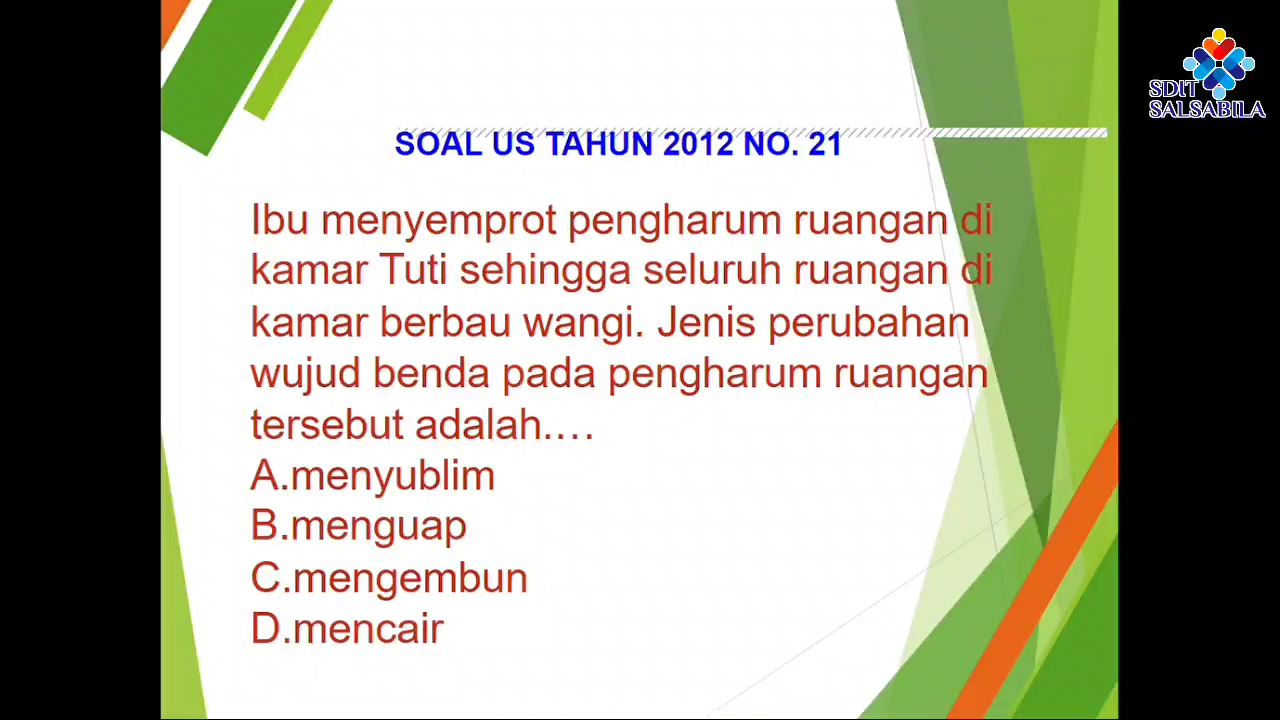 SDIT
SALSABILA
SOAL US TAHUN 2012 NO. 21
Ibu menyemprot pengharum ruangan di
kamar Tuti sehingga seluruh ruangan di
kamar berbau wangi. Jenis perubahan
wujud benda pada pengharum ruangan
tersebut adalah.…
A.menyublim
B.menguap
C.mengembun
D.mencair